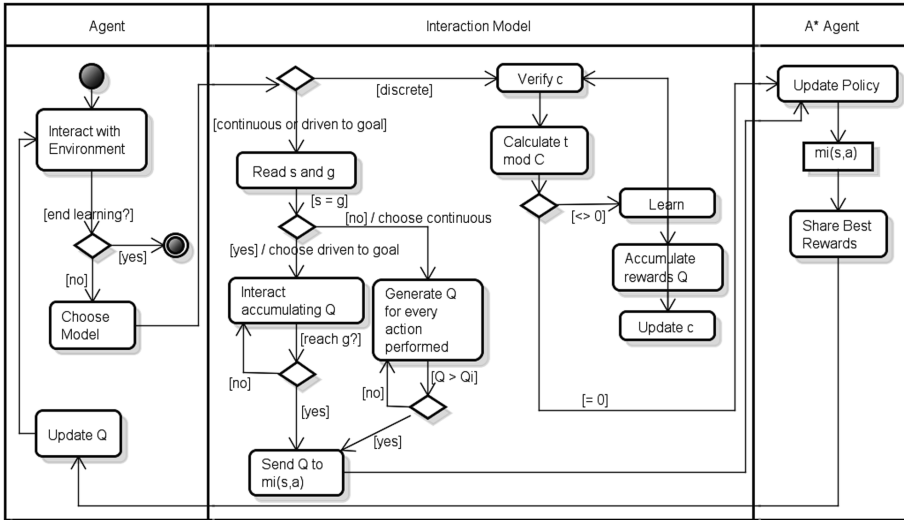 Agent
Interaction Model
A* Agent
Interact with
Environment
[end learning?]
[yes]
[no]
Choose
Model
Update Q
[discrete]
[continuous or driven to goal]
Read s and g
[s = g]
[no] / choose continuous
[yes] / choose driven to goal
Interact
accumulating Q
[reach g?]
[no]
[yes]
Generate Q
for every
action
performed
[Q > Qi]
[no]
[yes]
Send Q to
mi(s,a)
Verify c
Calculate t
mod C
[<> 0]
Learn
Accumulate
rewards Q
Update c
[= 0]
Update Policy
mi(s,a)
Share Best
Rewards